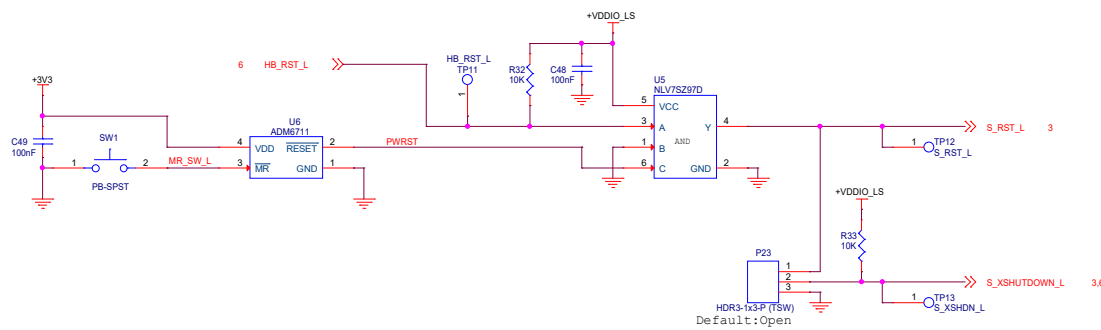 +VDDIO_LS
6 HB_RST_L
HB_RST_L
TP11
1
R32
10K
C48
100nF
U5
NLV7SZ97D
+3V3
C49
100nF
SW1
1 2
PB-SPST
MR_SW_L
U6
ADM6711
4 VDD RESET 2
3 MR GND 1
PWRST
5 VCC
3 A Y 4
1 B AND
6 C GND 2
S_RST_L 3
1 TP12
S_RST_L
+VDDIO_LS
R33
10K
P23
1
2
3
HDR3-1x3-P (TSW)
Default:Open
S_XSHUTDOWN_L
1 TP13
S_XSHDN_L